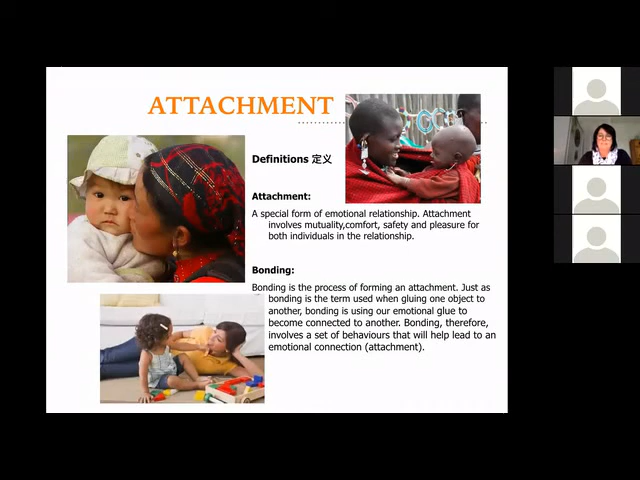 ATTACHMENT
Definitions 定义
Attachment:
A special form of emotional relationship. Attachment
involves mutuality,comfort, safety and pleasure for
both individuals in the relationship.
Bonding:
Bonding is the process of forming an attachment. Just as
bonding is the term used when gluing one object to
another, bonding is using our emotional glue to
become connected to another. Bonding, therefore,
involves a set of behaviours that will help lead to an
emotional connection (attachment).